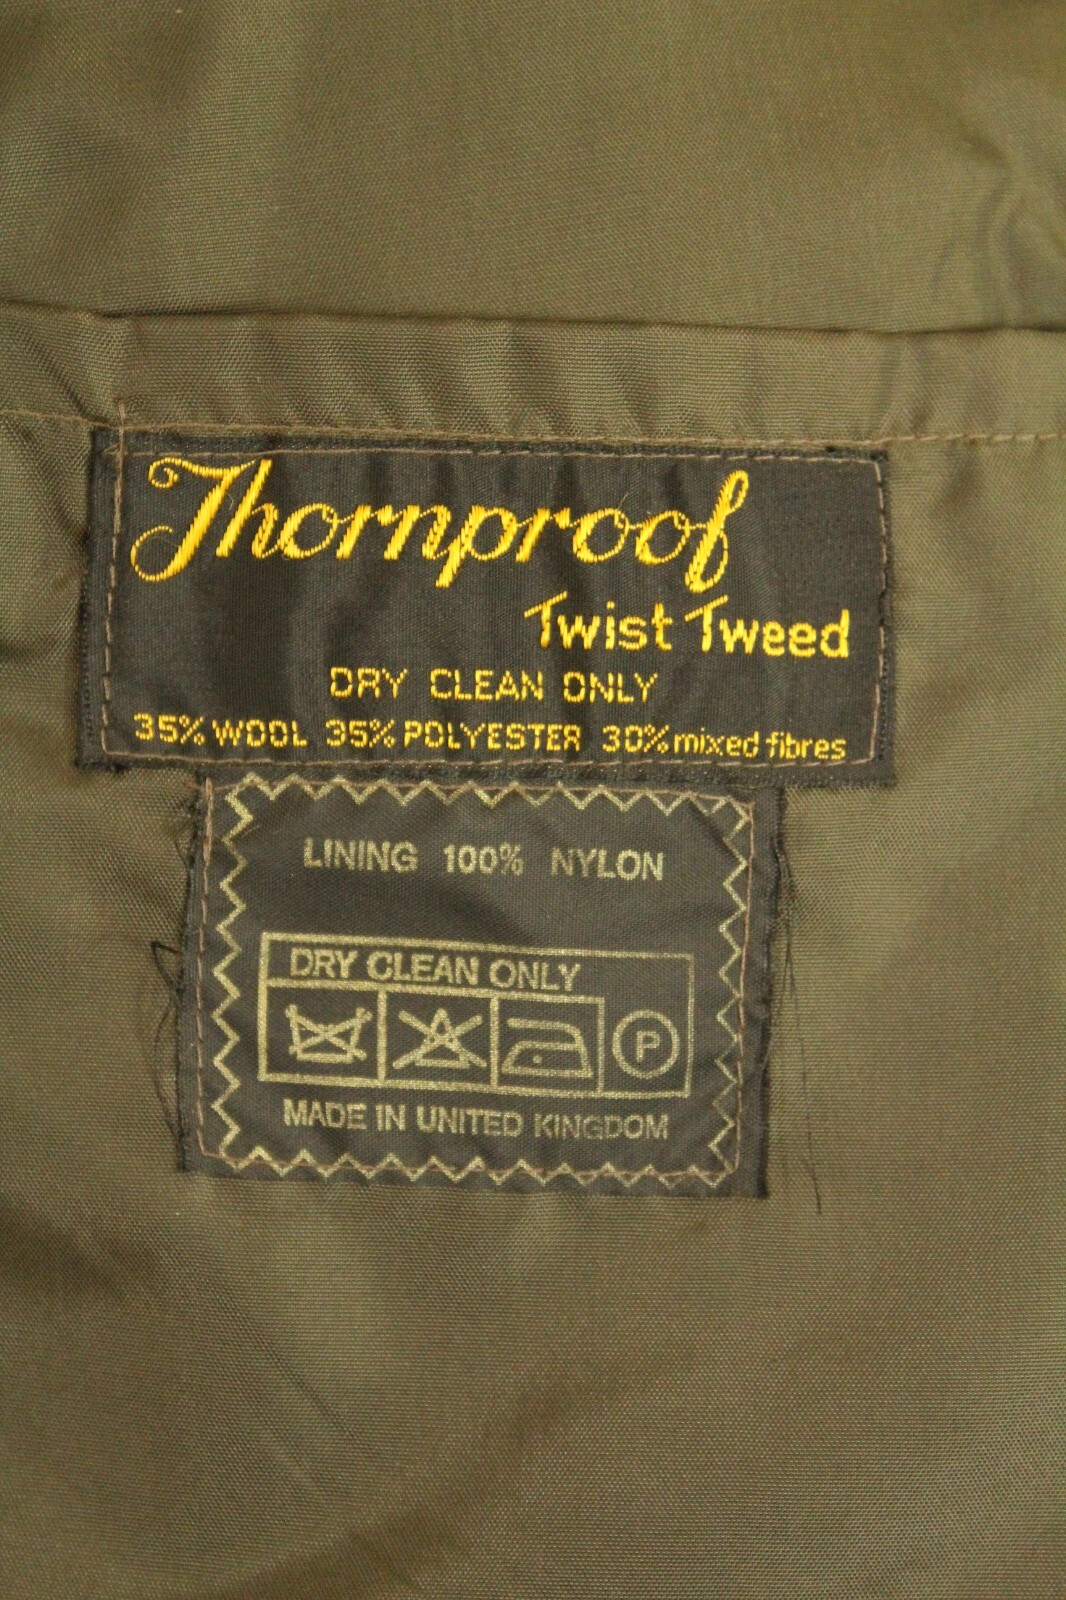 Thornproof
Twist Tweed
DRY CLEAN ONLY
35% WOOL 35% POLYESTER 30% mixed fibres
LINING 100% NYLON
DRY CLEAN ONLY
P
MADE IN UNITED KINGDOM